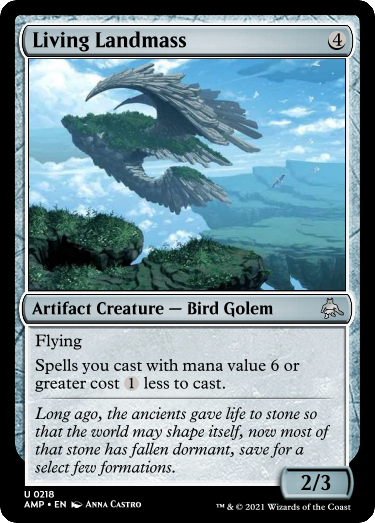 Living Landmass 4
Artifact Creature — Bird Golem
Flying
Spells you cast with mana value 6 or
greater cost 1 less to cast.
Long ago, the ancients gave life to stone so
that the world may shape itself, now most of
that stone has fallen dormant, save for a
select few formations.
2/3
U 0218
AMP • EN Anna Castro ™ & © 2021 Wizards of the Coast